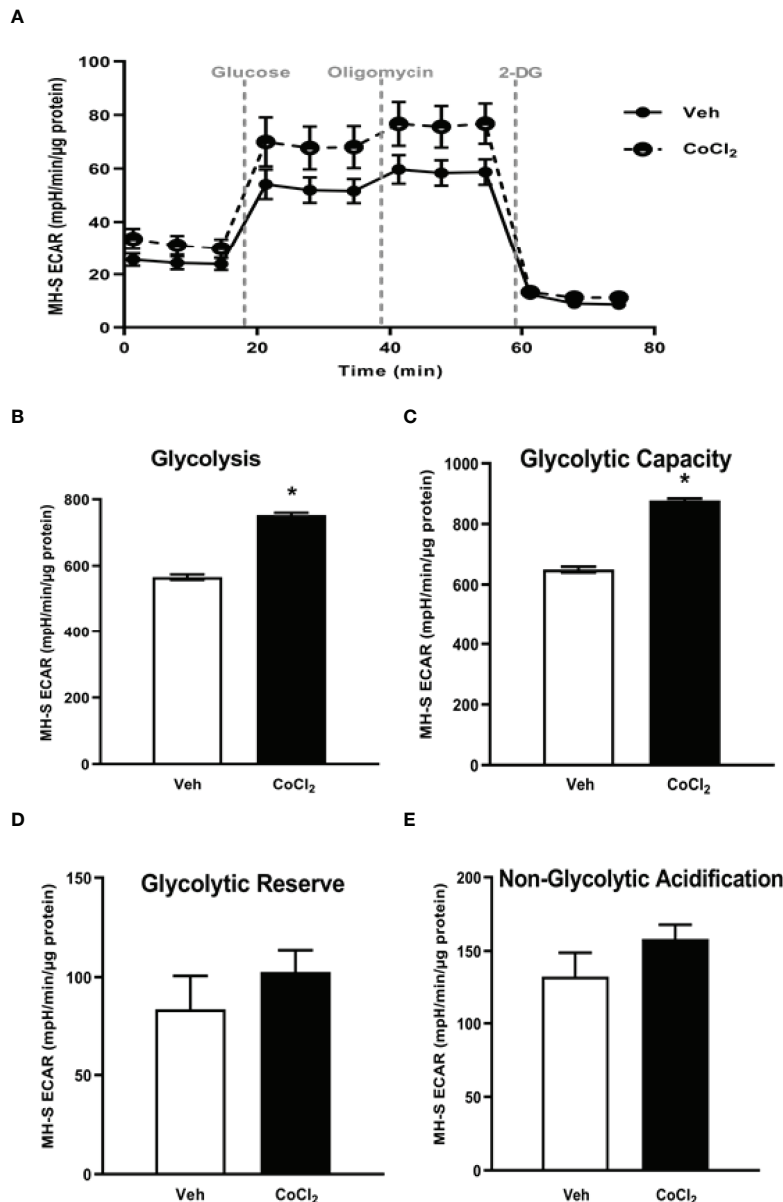 A
Glucose Oligomycin 2-DG
MH-S ECAR (mpH/min/µg protein)
100
80
60
40
20
0
0 20 40 60 80
Time (min)
Veh
CoCl₂
B
Glycolysis
MH-S ECAR (mpH/min/µg protein)
800
600
400
200
0
*
Veh CoCl₂
C
Glycolytic Capacity
MH-S ECAR (mpH/min/µg protein)
1000
800
600
400
200
0
*
Veh CoCl₂
D
Glycolytic Reserve
MH-S ECAR (mpH/min/µg protein)
150
100
50
0
Veh CoCl₂
E
Non-Glycolytic Acidification
MH-S ECAR (mpH/min/µg protein)
200
150
100
50
0
Veh CoCl₂